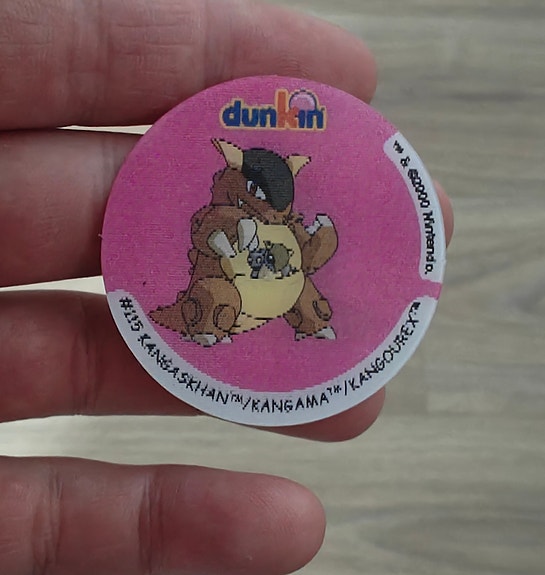 dunkin
™ & ©2000 Nintendo.
#115 KANGASKHAN™/KANGAMA™/KANGOUREX™